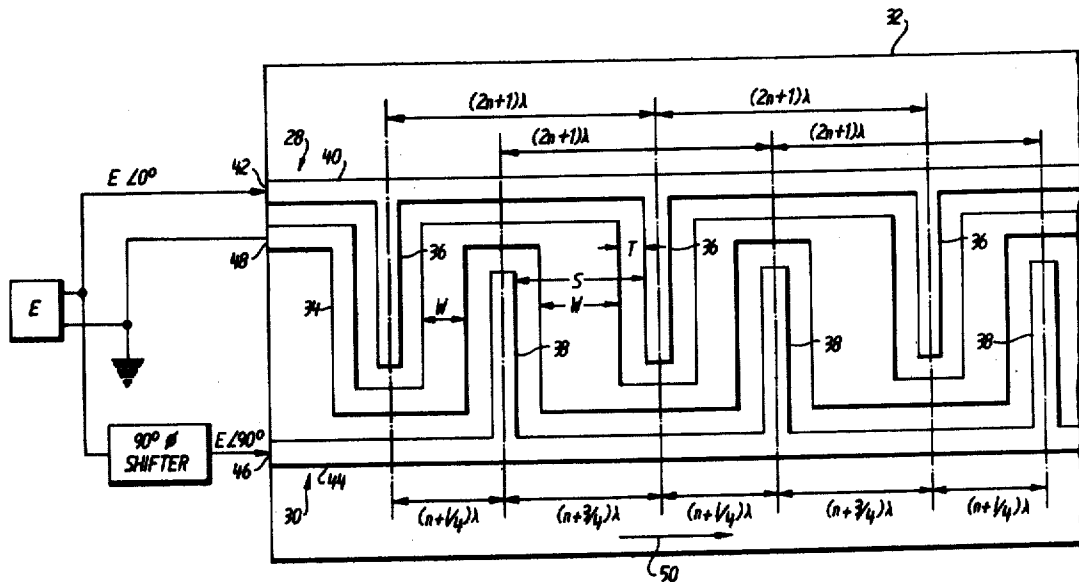 32
(2n+1)λ
(2n+1)λ
(2n+1)λ
(2n+1)λ
28
40
42
E ∠0°
48
36
36
36
T
S
W
W
34
38
38
38
E
90° Ø
SHIFTER
E∠90°
46
44
30
(n+1/4)λ
(n+3/4)λ
(n+1/4)λ
(n+3/4)λ
(n+1/4)λ
50